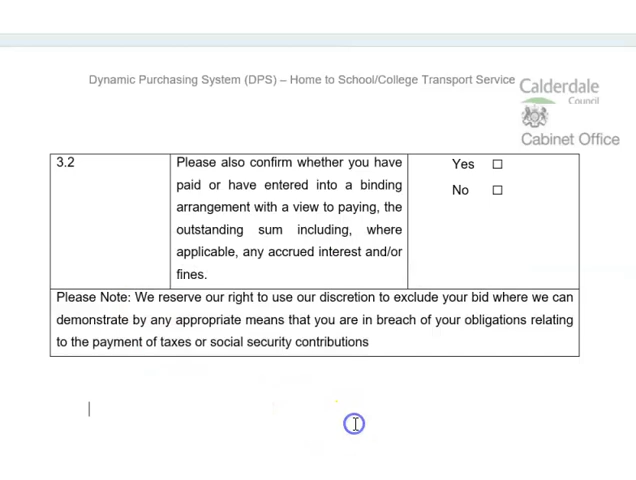 Dynamic Purchasing System (DPS) – Home to School/College Transport Service
Calderdale
Council
Cabinet Office
3.2
Please also confirm whether you have
paid or have entered into a binding
arrangement with a view to paying, the
outstanding sum including, where
applicable, any accrued interest and/or
fines.
Yes ☐
No ☐
Please Note: We reserve our right to use our discretion to exclude your bid where we can
demonstrate by any appropriate means that you are in breach of your obligations relating
to the payment of taxes or social security contributions